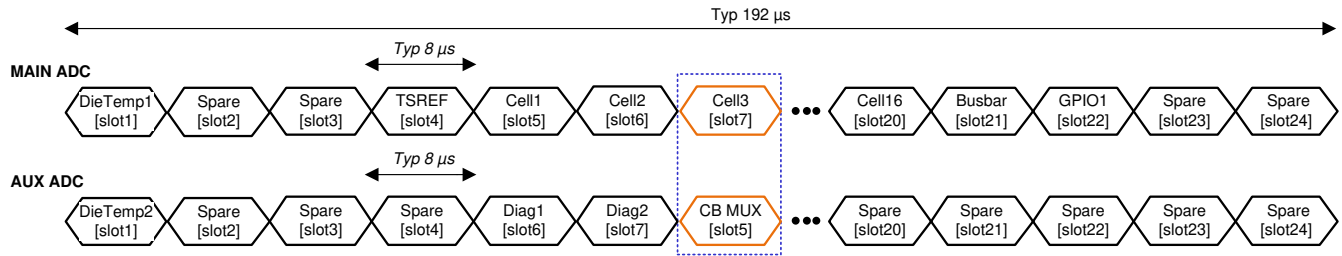 Typ 192 µs
Typ 8 µs
MAIN ADC
DieTemp1 Spare Spare TSREF Cell1 Cell2 Cell3 Cell16 Busbar GPIO1 Spare Spare
[slot1] [slot2] [slot3] [slot4] [slot5] [slot6] [slot7] [slot20] [slot21] [slot22] [slot23] [slot24]
Typ 8 µs
AUX ADC
DieTemp2 Spare Spare Spare Diag1 Diag2 CB MUX Spare Spare Spare Spare Spare
[slot1] [slot2] [slot3] [slot4] [slot6] [slot7] [slot5] [slot20] [slot21] [slot22] [slot23] [slot24]